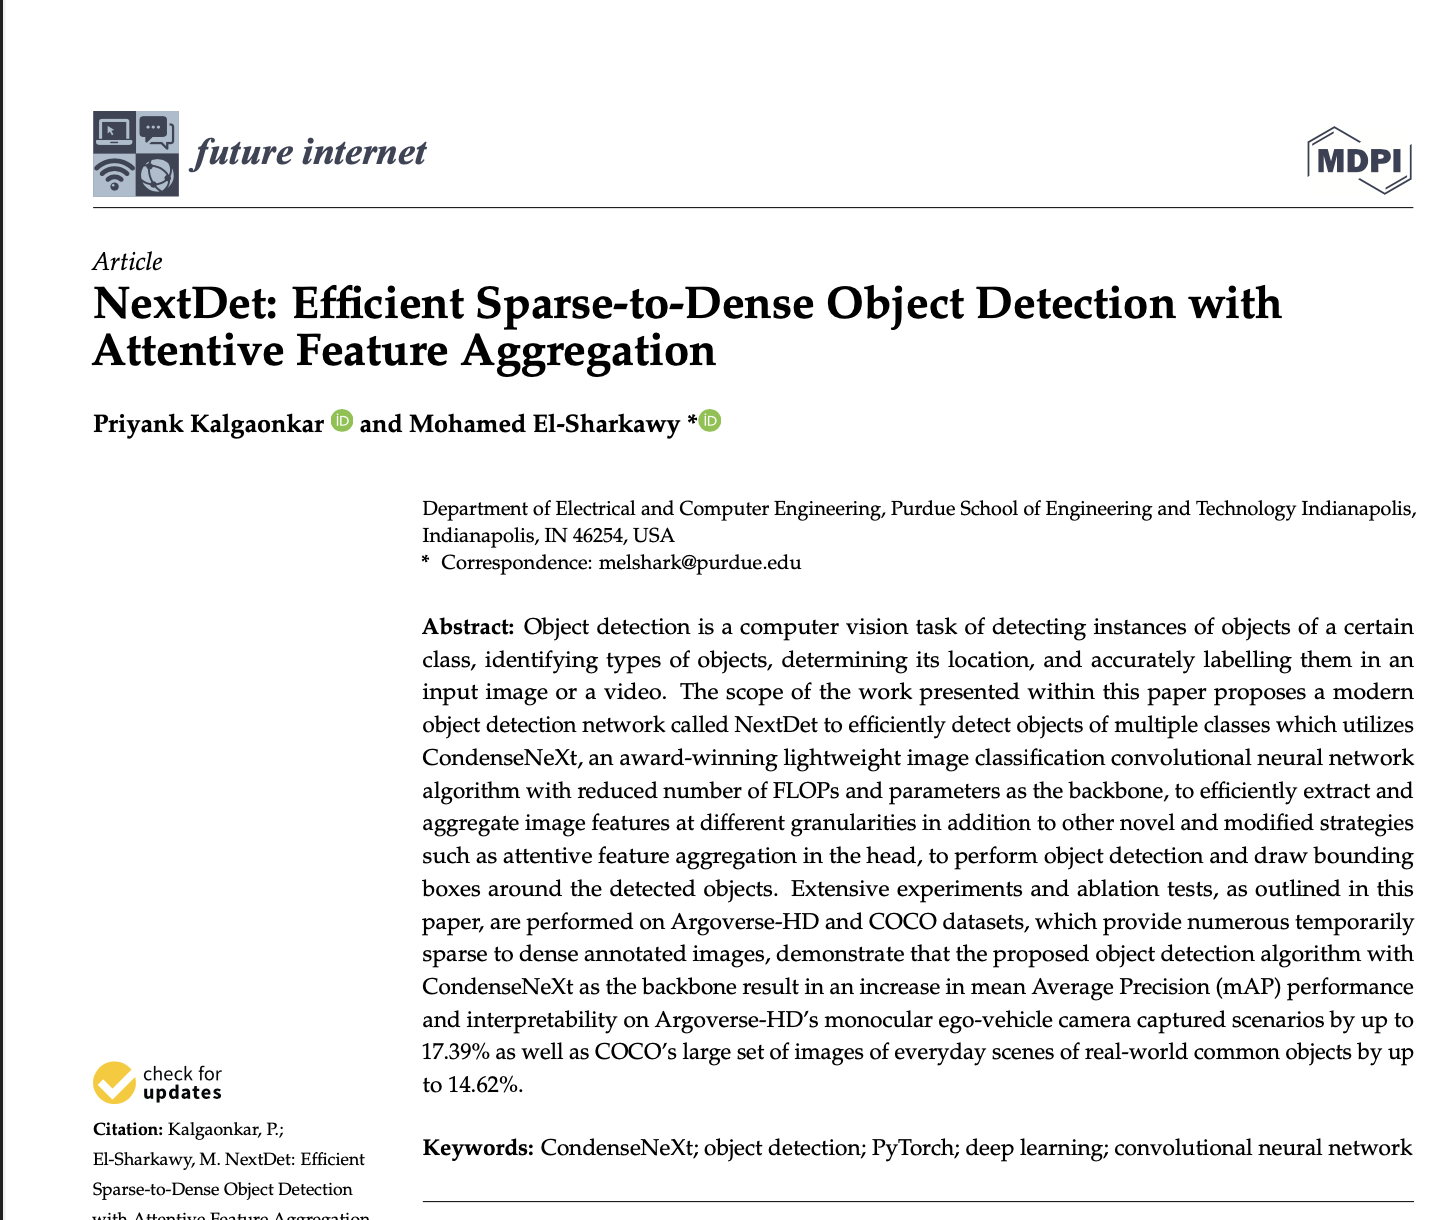 future internet
MDPI
Article
NextDet: Efficient Sparse-to-Dense Object Detection with
Attentive Feature Aggregation
Priyank Kalgaonkar iD and Mohamed El-Sharkawy * iD
Department of Electrical and Computer Engineering, Purdue School of Engineering and Technology Indianapolis,
Indianapolis, IN 46254, USA
* Correspondence: melshark@purdue.edu
Abstract: Object detection is a computer vision task of detecting instances of objects of a certain
class, identifying types of objects, determining its location, and accurately labelling them in an
input image or a video. The scope of the work presented within this paper proposes a modern
object detection network called NextDet to efficiently detect objects of multiple classes which utilizes
CondenseNeXt, an award-winning lightweight image classification convolutional neural network
algorithm with reduced number of FLOPs and parameters as the backbone, to efficiently extract and
aggregate image features at different granularities in addition to other novel and modified strategies
such as attentive feature aggregation in the head, to perform object detection and draw bounding
boxes around the detected objects. Extensive experiments and ablation tests, as outlined in this
paper, are performed on Argoverse-HD and COCO datasets, which provide numerous temporarily
sparse to dense annotated images, demonstrate that the proposed object detection algorithm with
CondenseNeXt as the backbone result in an increase in mean Average Precision (mAP) performance
and interpretability on Argoverse-HD's monocular ego-vehicle camera captured scenarios by up to
17.39% as well as COCO's large set of images of everyday scenes of real-world common objects by up
to 14.62%.
Keywords: CondenseNeXt; object detection; PyTorch; deep learning; convolutional neural network
check for
updates
Citation: Kalgaonkar, P.;
El-Sharkawy, M. NextDet: Efficient
Sparse-to-Dense Object Detection
with Attentive Feature Aggregation